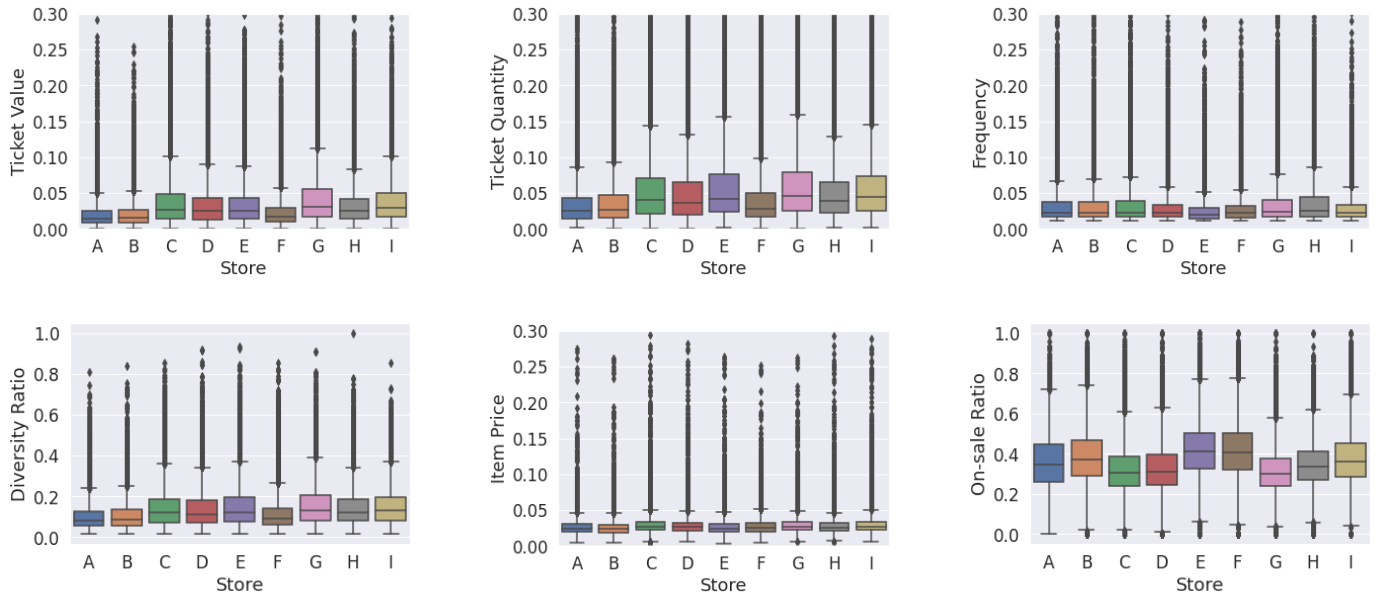 Ticket Value
0.30
0.25
0.20
0.15
0.10
0.05
0.00
A B C D E F G H I
Store
Ticket Quantity
0.30
0.25
0.20
0.15
0.10
0.05
0.00
A B C D E F G H I
Store
Frequency
0.30
0.25
0.20
0.15
0.10
0.05
0.00
A B C D E F G H I
Store
Diversity Ratio
1.0
0.8
0.6
0.4
0.2
0.0
A B C D E F G H I
Store
Item Price
0.30
0.25
0.20
0.15
0.10
0.05
0.00
A B C D E F G H I
Store
On-sale Ratio
1.0
0.8
0.6
0.4
0.2
0.0
A B C D E F G H I
Store